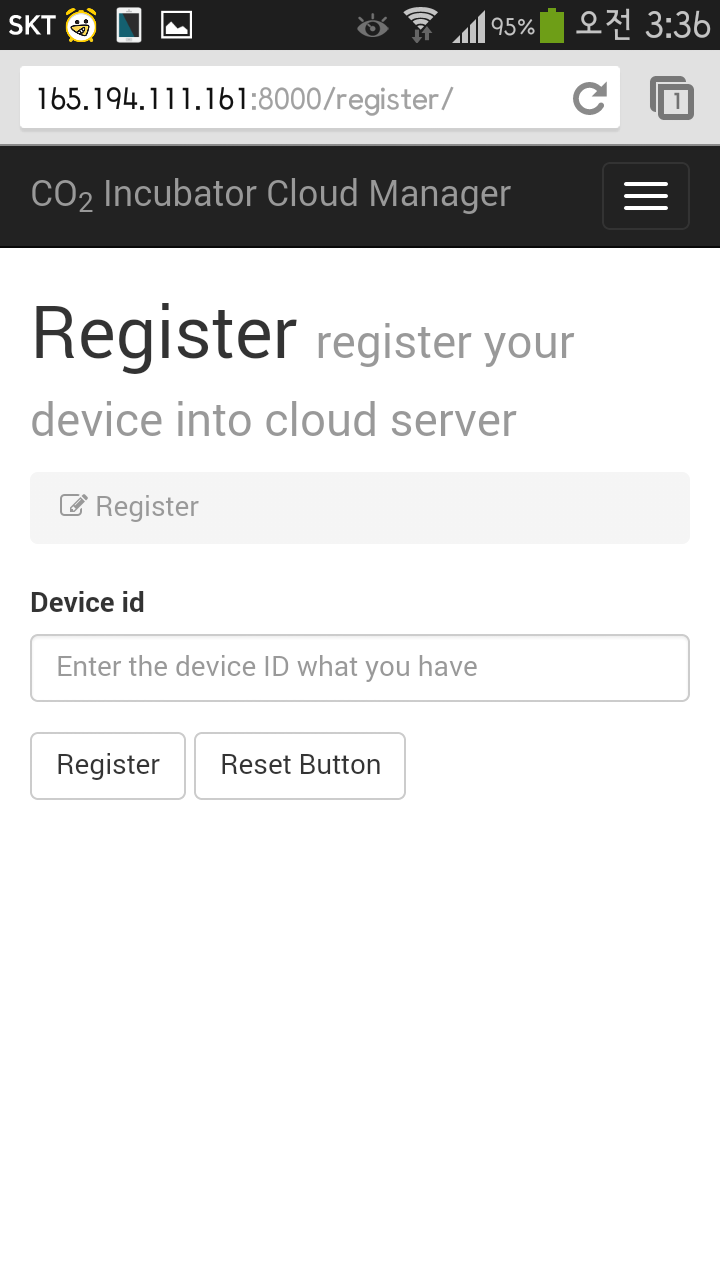 SKT 95% 오전 3:36
165.194.111.161:8000/register/ 1
CO₂ Incubator Cloud Manager
Register register your
device into cloud server
Register
Device id
Enter the device ID what you have
Register Reset Button